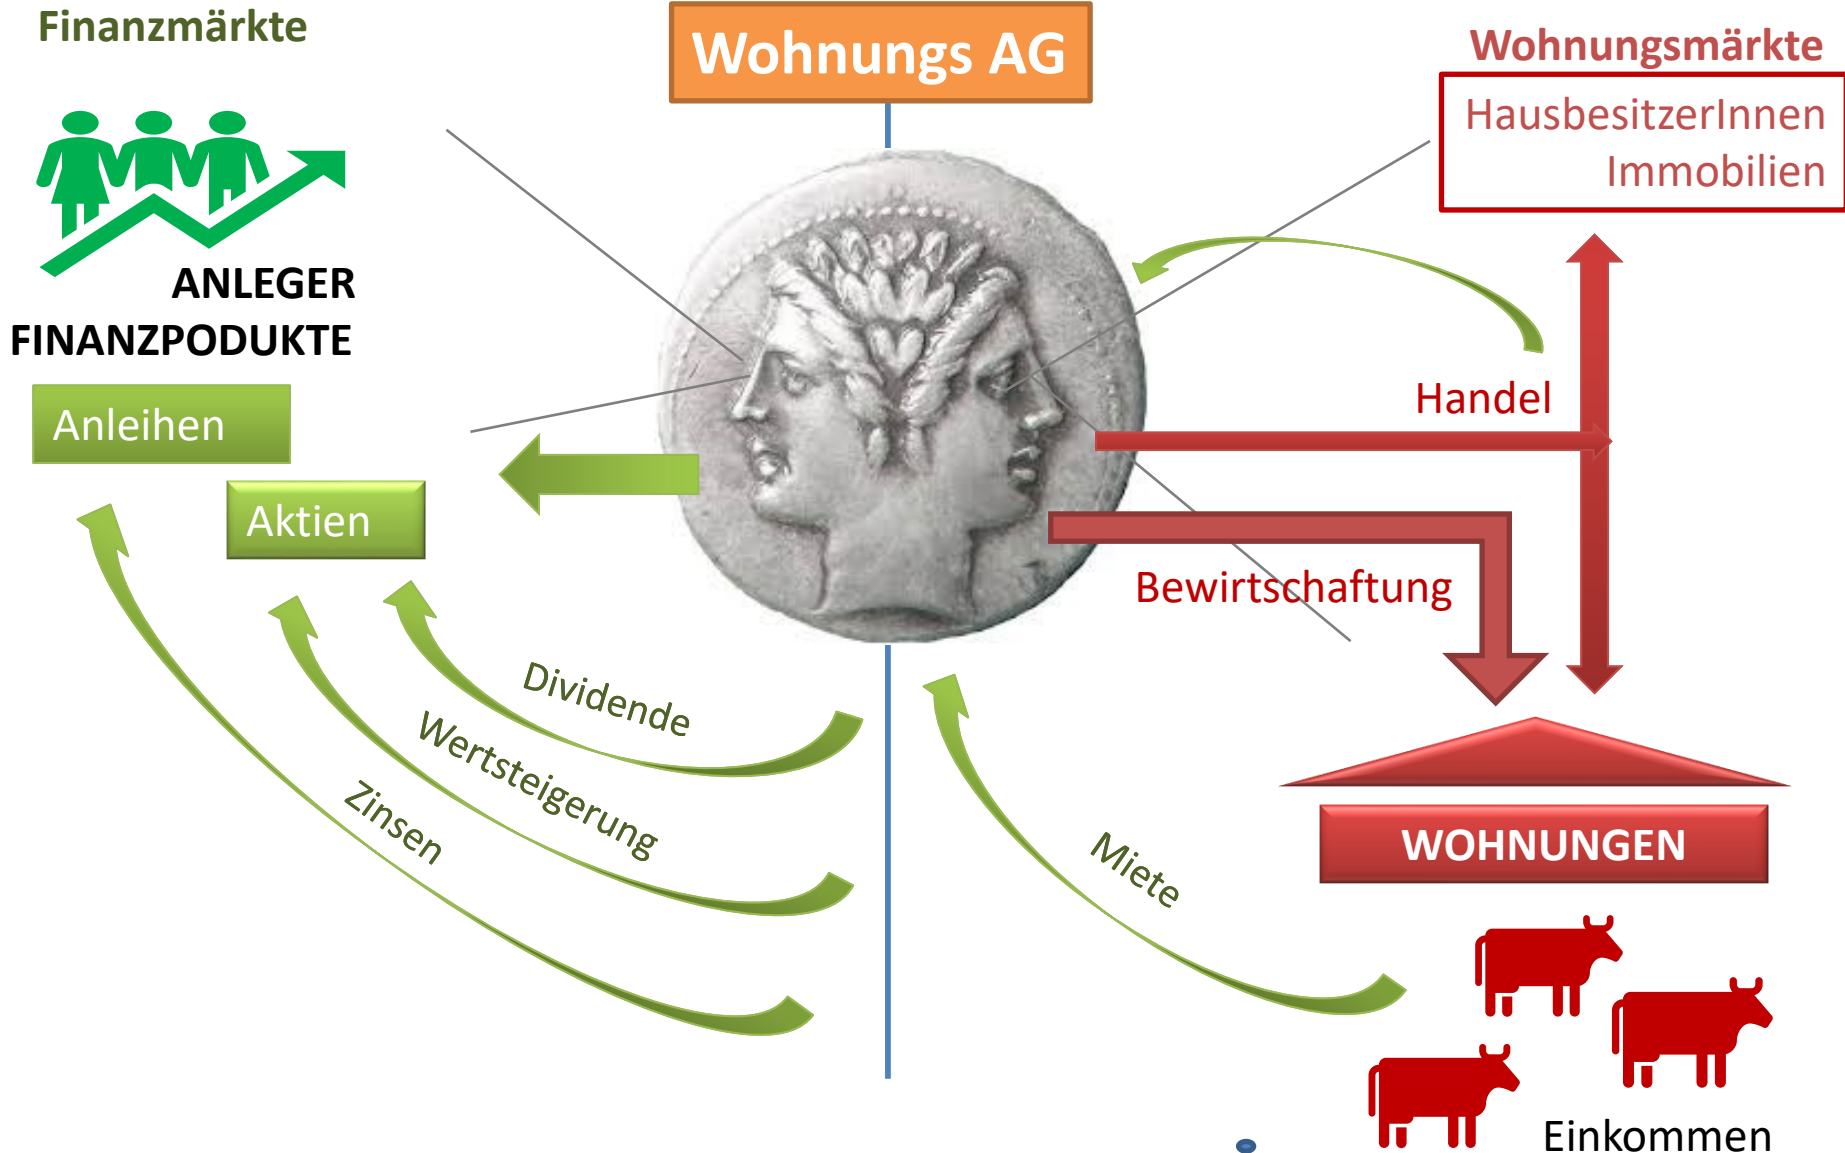 Finanzmärkte
Wohnungs AG
Wohnungsmärkte
HausbesitzerInnen
Immobilien
ANLEGER
FINANZPODUKTE
Anleihen
Aktien
Handel
Bewirtschaftung
Dividende
Wertsteigerung
Zinsen
Miete
WOHNUNGEN
Einkommen